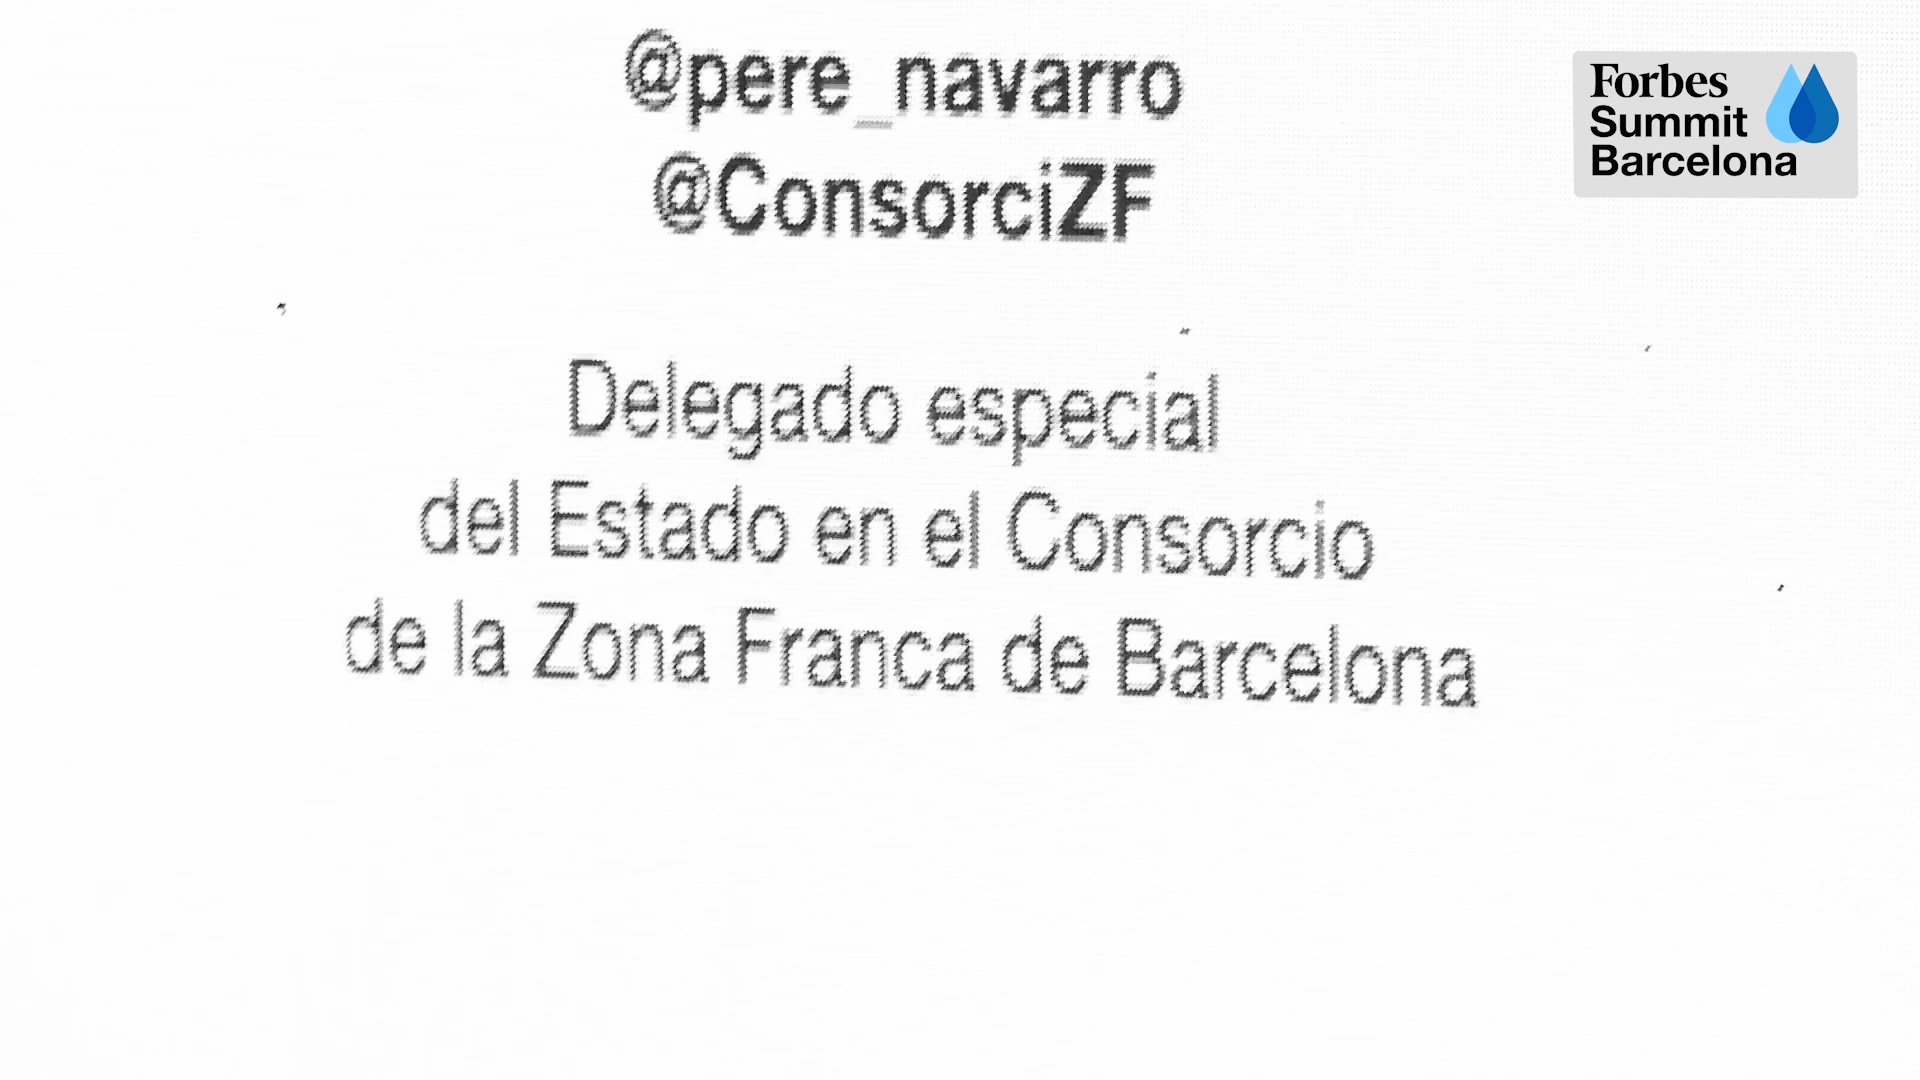 @pere_navarro
@ConsorciZF
Delegado especial
del Estado en el Consorcio
de la Zona Franca de Barcelona
Forbes
Summit
Barcelona